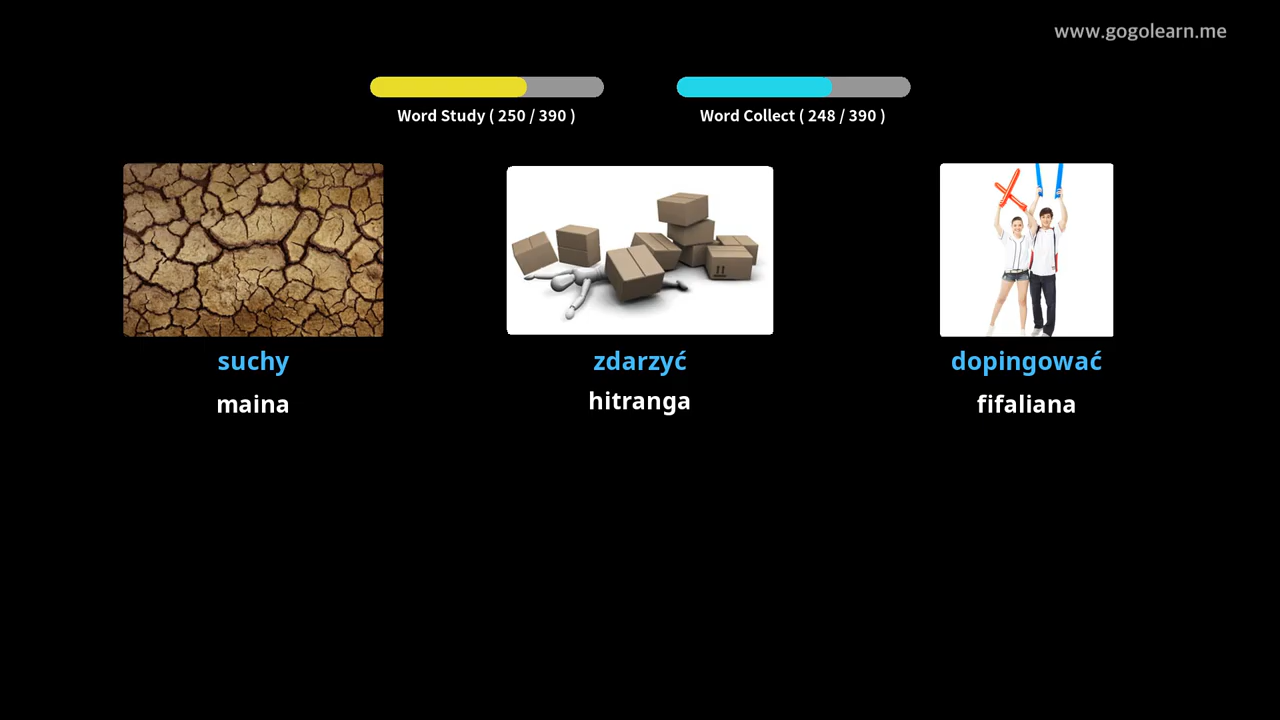 www.gogolearn.me
Word Study ( 250 / 390 )
Word Collect ( 248 / 390 )
suchy
maina
zdarzyć
hitranga
dopingować
fifaliana